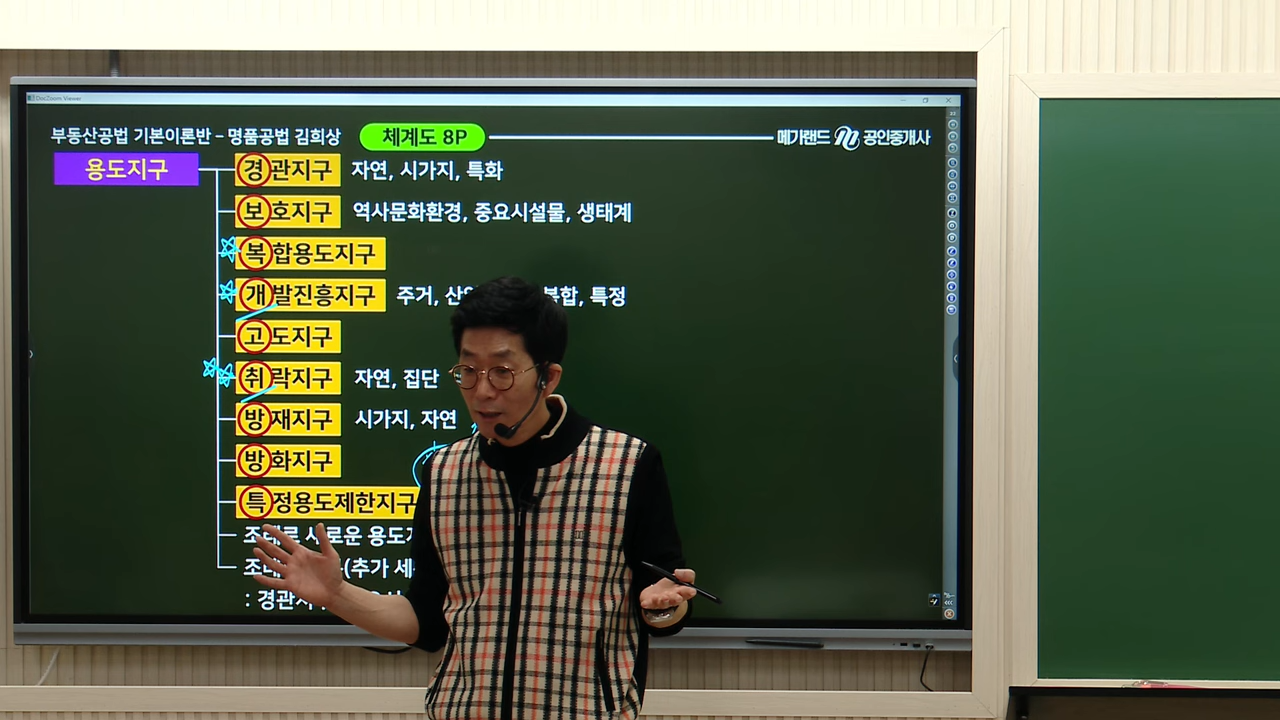 DocZoom Viewer
부동산공법 기본이론반 - 명품공법 김희상
체계도 8P
메가랜드 공인중개사
용도지구
경관지구 자연, 시가지, 특화
보호지구 역사문화환경, 중요시설물, 생태계
복합용도지구
개발진흥지구 주거, 복합, 특정
고도지구
취락지구 자연, 집단
방재지구 시가지, 자연
방화지구
특정용도제한지구
새로운
(추가